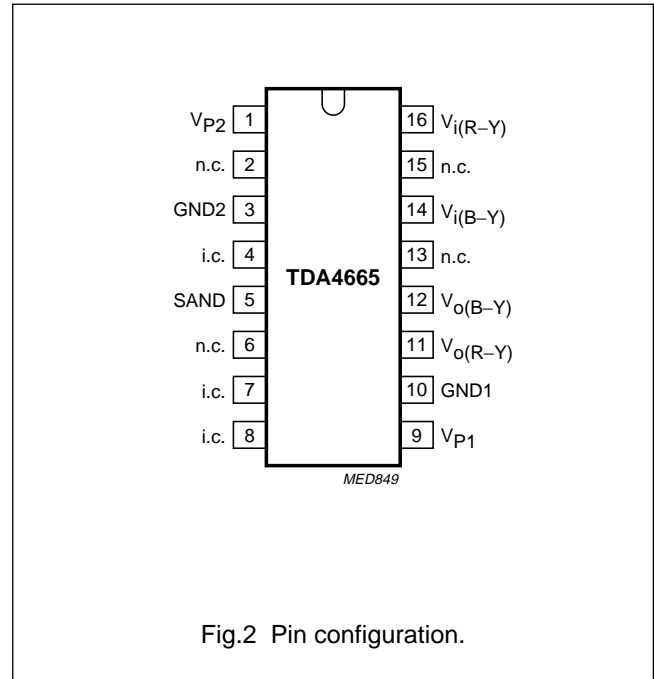 V_P2 1 16 V_i(R−Y)
n.c. 2 15 n.c.
GND2 3 14 V_i(B−Y)
i.c. 4 13 n.c.
TDA4665
SAND 5 12 V_o(B−Y)
n.c. 6 11 V_o(R−Y)
i.c. 7 10 GND1
i.c. 8 9 V_P1
MED849
Fig.2 Pin configuration.